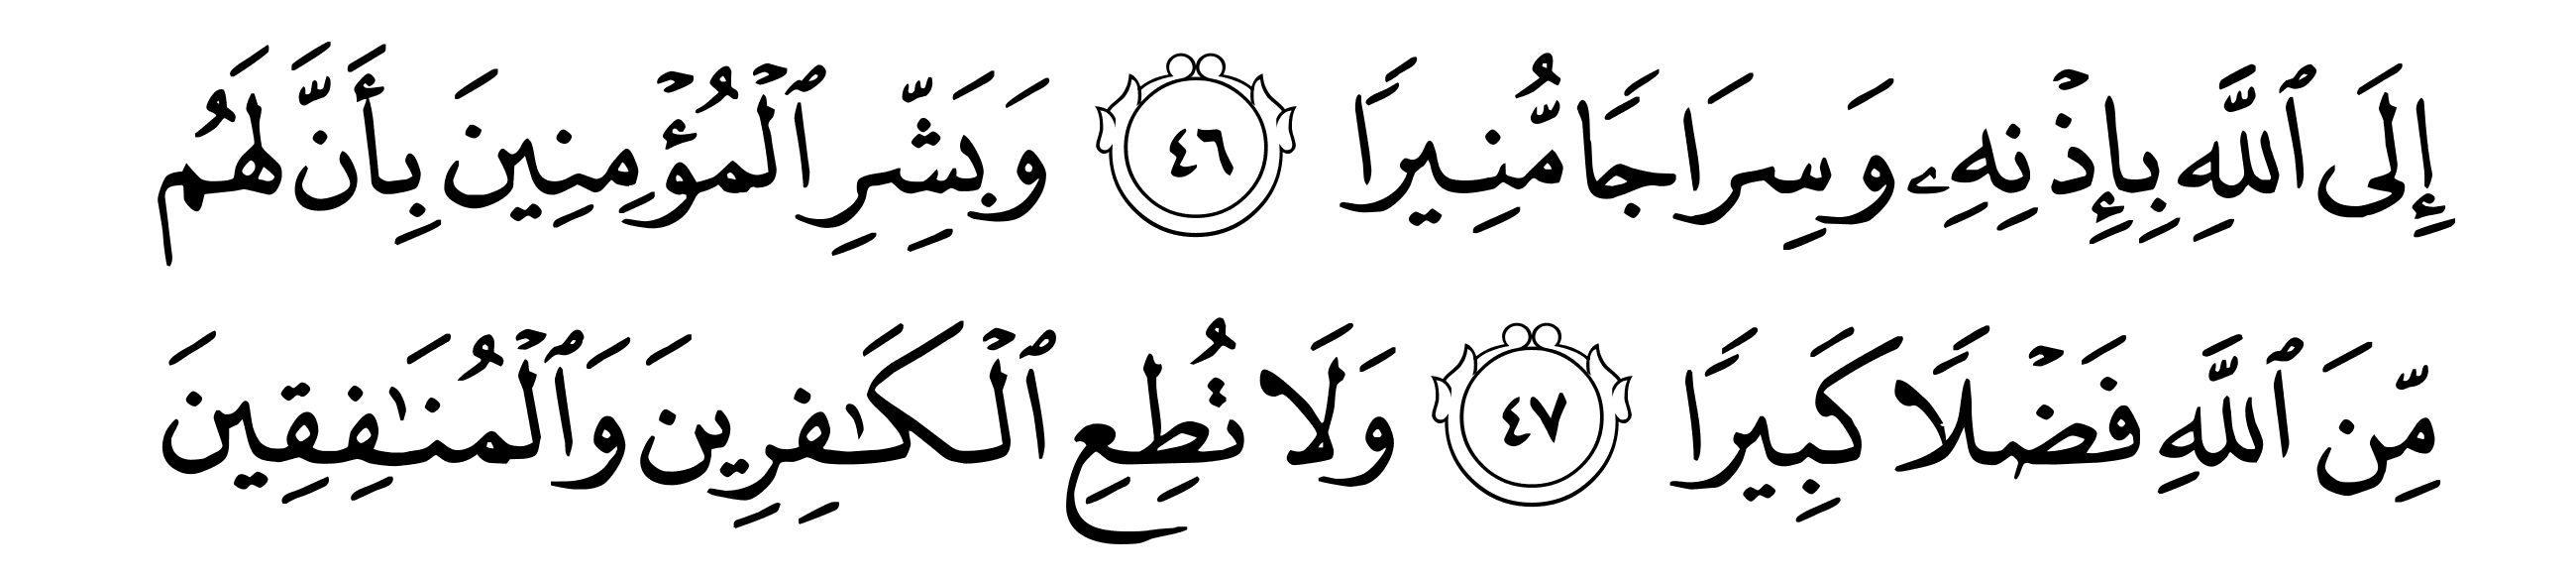 إِلَى ٱللَّهِ بِإِذْنِهِۦ وَسِرَاجًا مُّنِيرًا ٤٦ وَبَشِّرِ ٱلْمُؤْمِنِينَ بِأَنَّ لَهُم
مِّنَ ٱللَّهِ فَضْلًا كَبِيرًا ٤٧ وَلَا تُطِعِ ٱلْكَـٰفِرِينَ وَٱلْمُنَـٰفِقِينَ